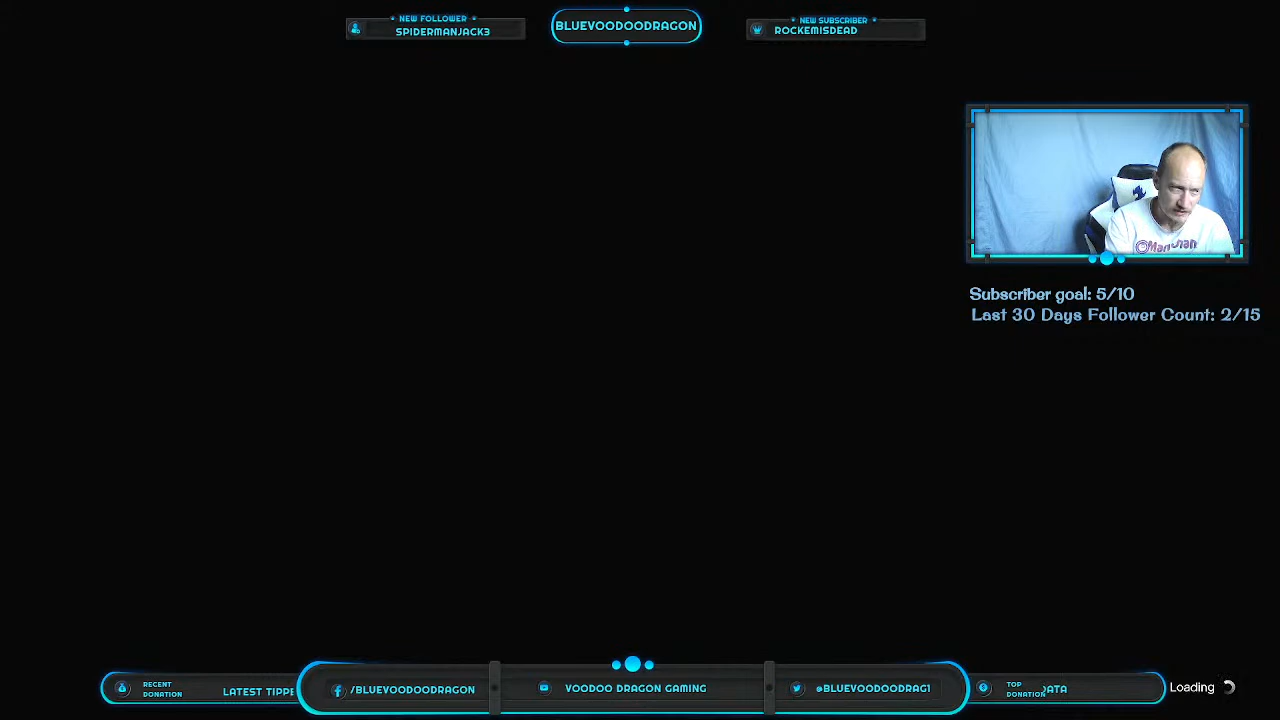 NEW FOLLOWER
SPIDERMANJACK3
BLUEVOODOODRAGON
NEW SUBSCRIBER
ROCKEMISDEAD
Subscriber goal: 5/10
Last 30 Days Follower Count: 2/15
RECENT
DONATION
LATEST TIPPE
/BLUEVOODOODRAGON
VOODOO DRAGON GAMING
@BLUEVOODOODRAG1
TOP
DONATION
ATA
Loading